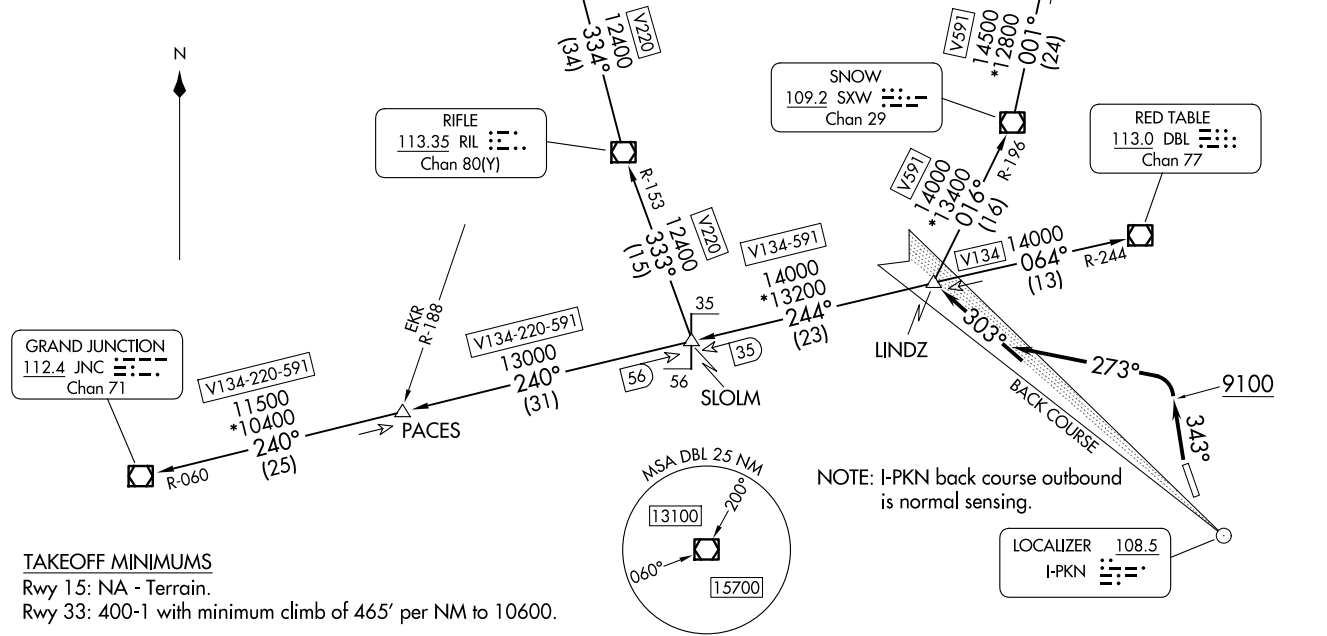 V220
12400
334°
(34)
V591
14500
*12800
001°
(24)
N
SNOW
109.2 SXW
Chan 29
RIFLE
113.35 RIL
Chan 80(Y)
RED TABLE
113.0 DBL
Chan 77
R-153
V220
12400
333°
(15)
V591
14000
*13400
016°
(16)
R-196
V134-591
14000
*13200
244°
(23)
V134
14000
064°
(13)
R-244
EKR
R-188
35
35
56
56
SLOLM
LINDZ
303°
273°
9100
343°
BACK COURSE
GRAND JUNCTION
112.4 JNC
Chan 71
V134-220-591
11500
*10400
240°
(25)
R-060
V134-220-591
13000
240°
(31)
PACES
MSA DBL 25 NM
200°
13100
060°
15700
NOTE: I-PKN back course outbound
is normal sensing.
LOCALIZER 108.5
I-PKN
TAKEOFF MINIMUMS
Rwy 15: NA - Terrain.
Rwy 33: 400-1 with minimum climb of 465' per NM to 10600.